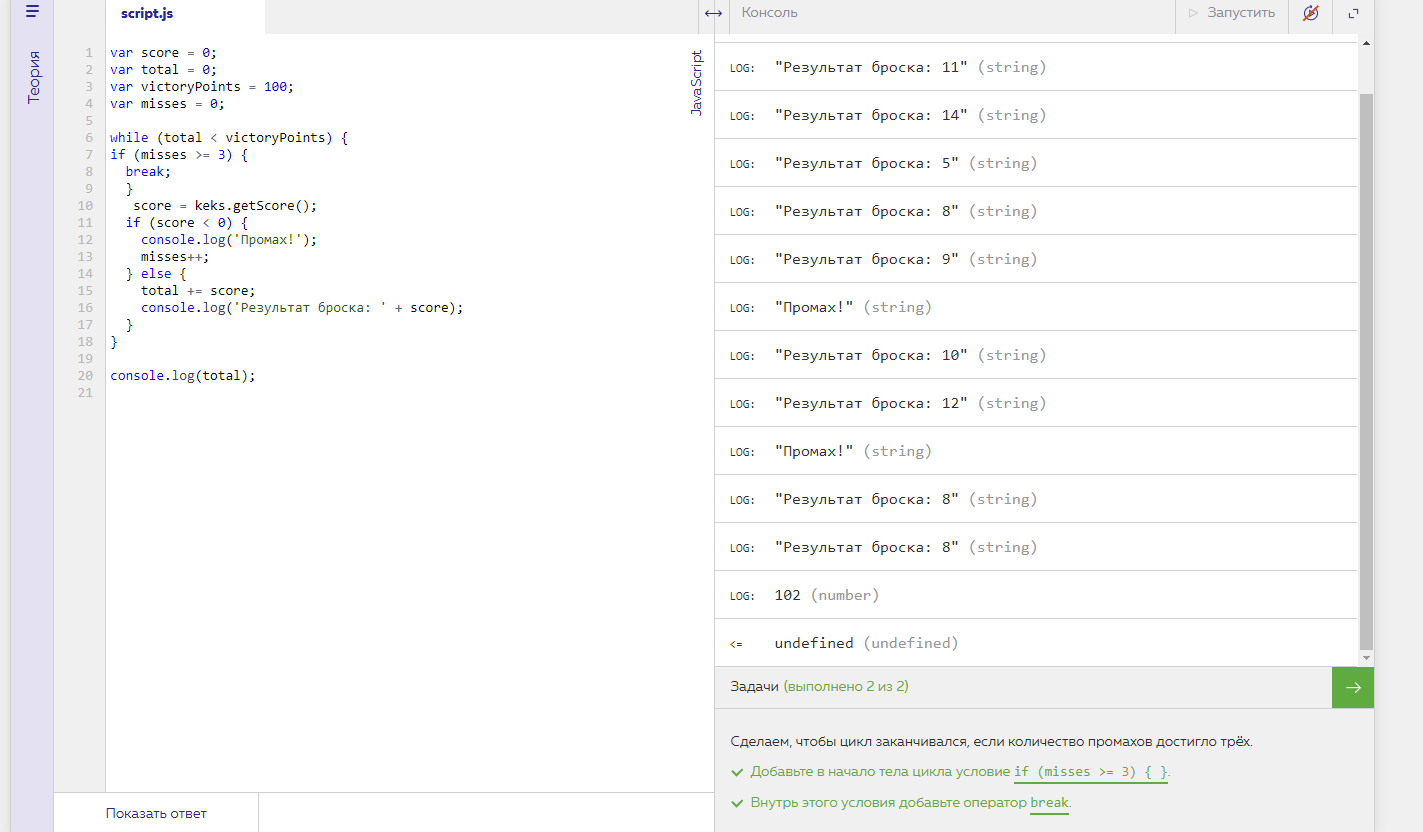 script.js
Теория
1 var score = 0;
2 var total = 0;
3 var victoryPoints = 100;
4 var misses = 0;
5
6 while (total < victoryPoints) {
7 if (misses >= 3) {
8 break;
9 }
10 score = keks.getScore();
11 if (score < 0) {
12 console.log('Промах!');
13 misses++;
14 } else {
15 total += score;
16 console.log('Результат броска: ' + score);
17 }
18 }
19
20 console.log(total);
21
JavaScript
Показать ответ
Консоль
Запустить
LOG: "Результат броска: 11" (string)
LOG: "Результат броска: 14" (string)
LOG: "Результат броска: 5" (string)
LOG: "Результат броска: 8" (string)
LOG: "Результат броска: 9" (string)
LOG: "Промах!" (string)
LOG: "Результат броска: 10" (string)
LOG: "Результат броска: 12" (string)
LOG: "Промах!" (string)
LOG: "Результат броска: 8" (string)
LOG: "Результат броска: 8" (string)
LOG: 102 (number)
<= undefined (undefined)
Задачи (выполнено 2 из 2)
Сделаем, чтобы цикл заканчивался, если количество промахов достигло трёх.
Добавьте в начало тела цикла условие if (misses >= 3) { }.
Внутрь этого условия добавьте оператор break.